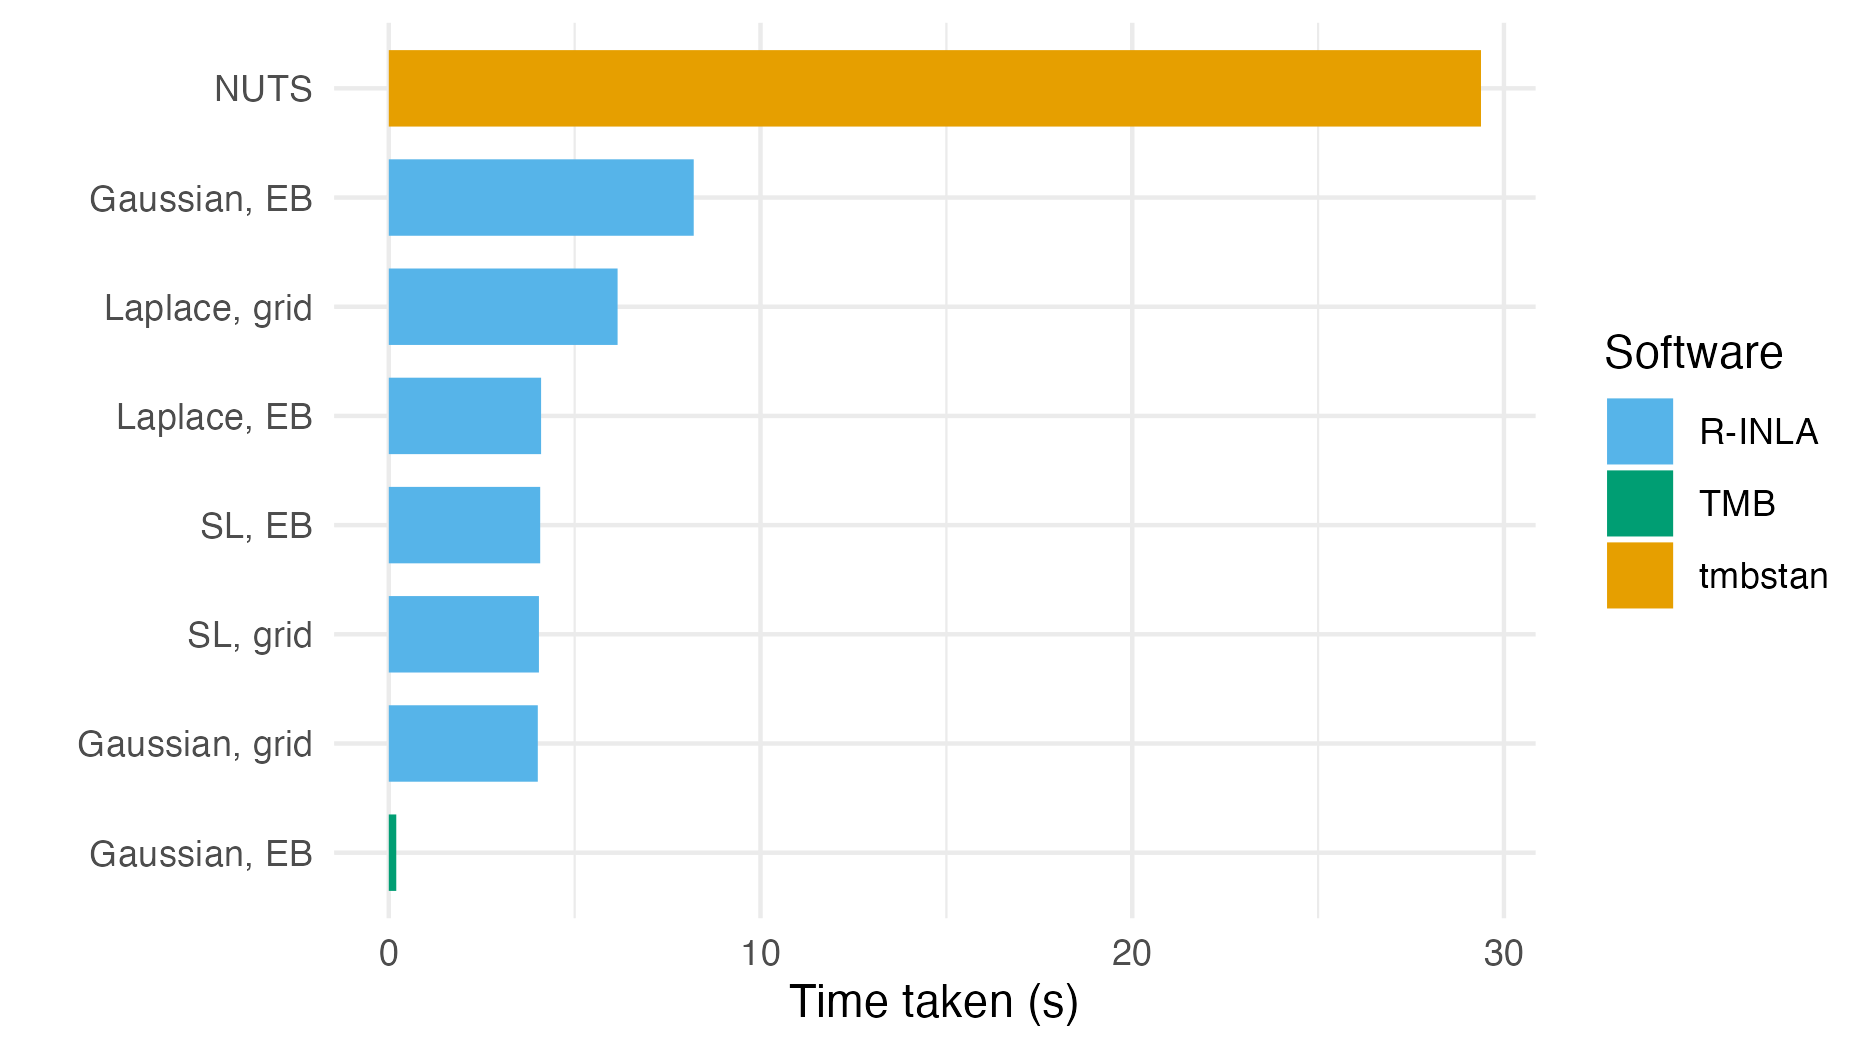 NUTS
Gaussian, EB
Laplace, grid
Laplace, EB
SL, EB
SL, grid
Gaussian, grid
Gaussian, EB
0 10 20 30
Time taken (s)
Software
R-INLA
TMB
tmbstan